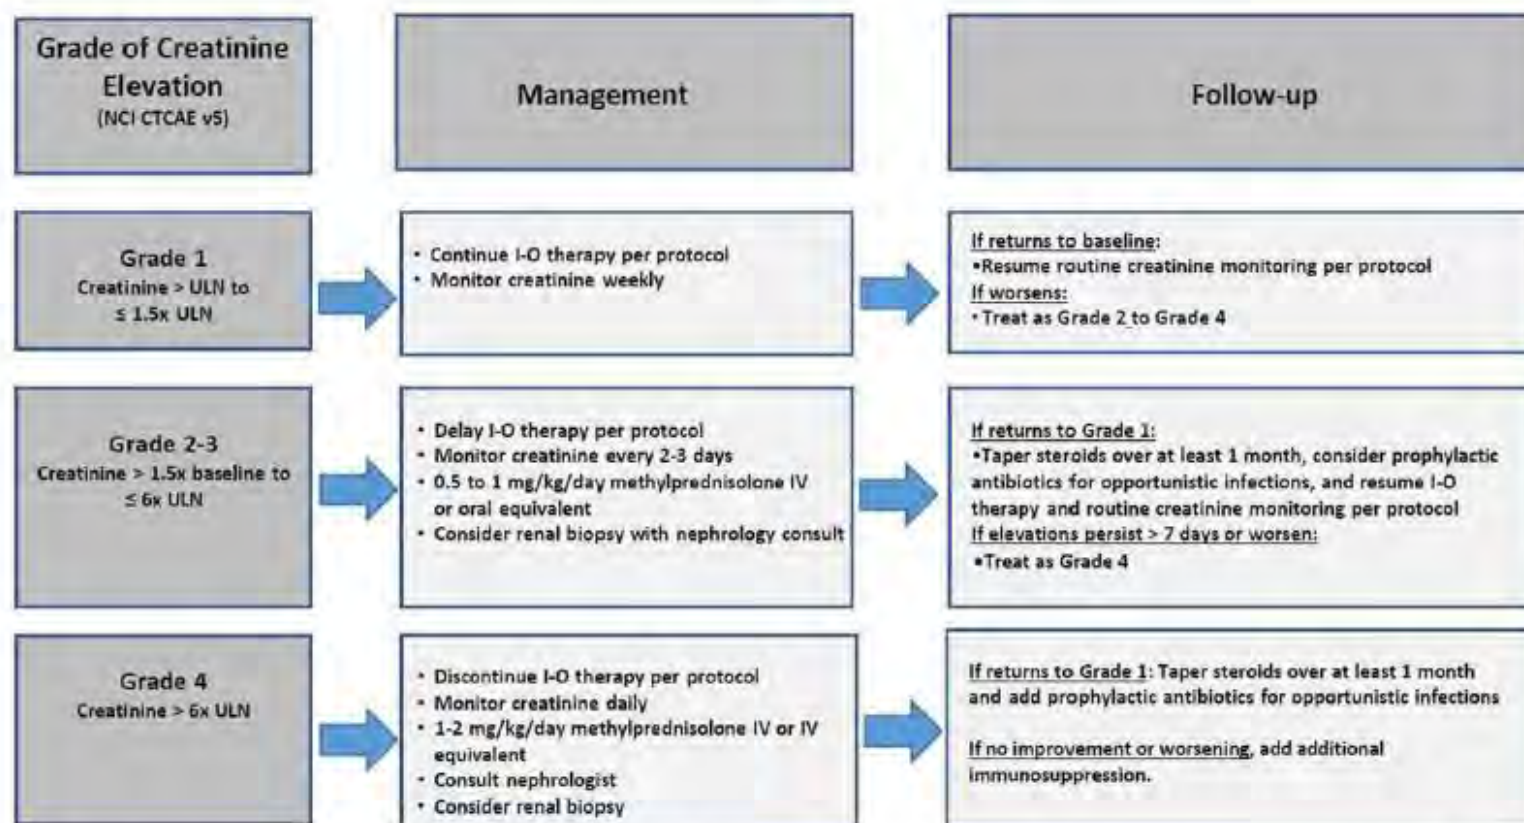 Grade of Creatinine
Elevation
(NCI CTCAE v5)
Management
Follow-up
Grade 1
Creatinine > ULN to
≤ 1.5x ULN
• Continue I-O therapy per protocol
• Monitor creatinine weekly
If returns to baseline:
•Resume routine creatinine monitoring per protocol
If worsens:
• Treat as Grade 2 to Grade 4
Grade 2-3
Creatinine > 1.5x baseline to
≤ 6x ULN
• Delay I-O therapy per protocol
• Monitor creatinine every 2-3 days
• 0.5 to 1 mg/kg/day methylprednisolone IV
or oral equivalent
• Consider renal biopsy with nephrology consult
If returns to Grade 1:
•Taper steroids over at least 1 month, consider prophylactic
antibiotics for opportunistic infections, and resume I-O
therapy and routine creatinine monitoring per protocol
If elevations persist > 7 days or worsen:
•Treat as Grade 4
Grade 4
Creatinine > 6x ULN
• Discontinue I-O therapy per protocol
• Monitor creatinine daily
• 1-2 mg/kg/day methylprednisolone IV or IV
equivalent
• Consult nephrologist
• Consider renal biopsy
If returns to Grade 1: Taper steroids over at least 1 month
and add prophylactic antibiotics for opportunistic infections
If no improvement or worsening, add additional
immunosuppression.